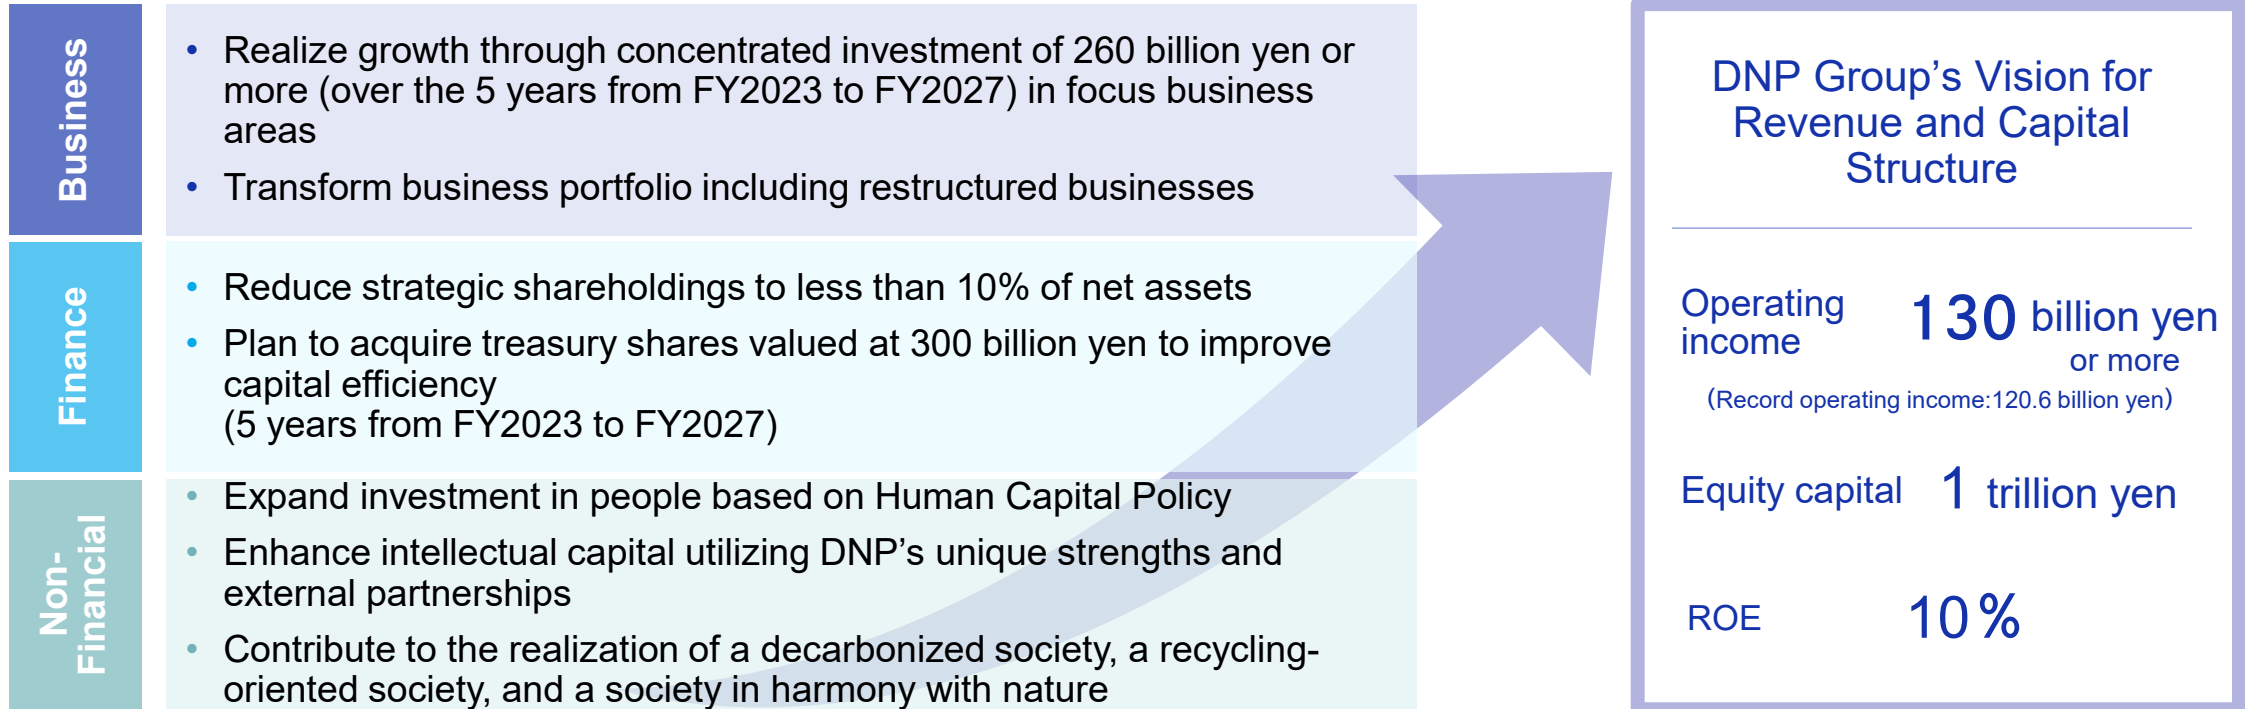 Business
• Realize growth through concentrated investment of 260 billion yen or
more (over the 5 years from FY2023 to FY2027) in focus business
areas
• Transform business portfolio including restructured businesses
Finance
• Reduce strategic shareholdings to less than 10% of net assets
• Plan to acquire treasury shares valued at 300 billion yen to improve
capital efficiency
(5 years from FY2023 to FY2027)
Non-
Financial
• Expand investment in people based on Human Capital Policy
• Enhance intellectual capital utilizing DNP’s unique strengths and
external partnerships
• Contribute to the realization of a decarbonized society, a recycling-
oriented society, and a society in harmony with nature
DNP Group’s Vision for
Revenue and Capital
Structure
Operating
income
130 billion yen
or more
(Record operating income:120.6 billion yen)
Equity capital 1 trillion yen
ROE 10%